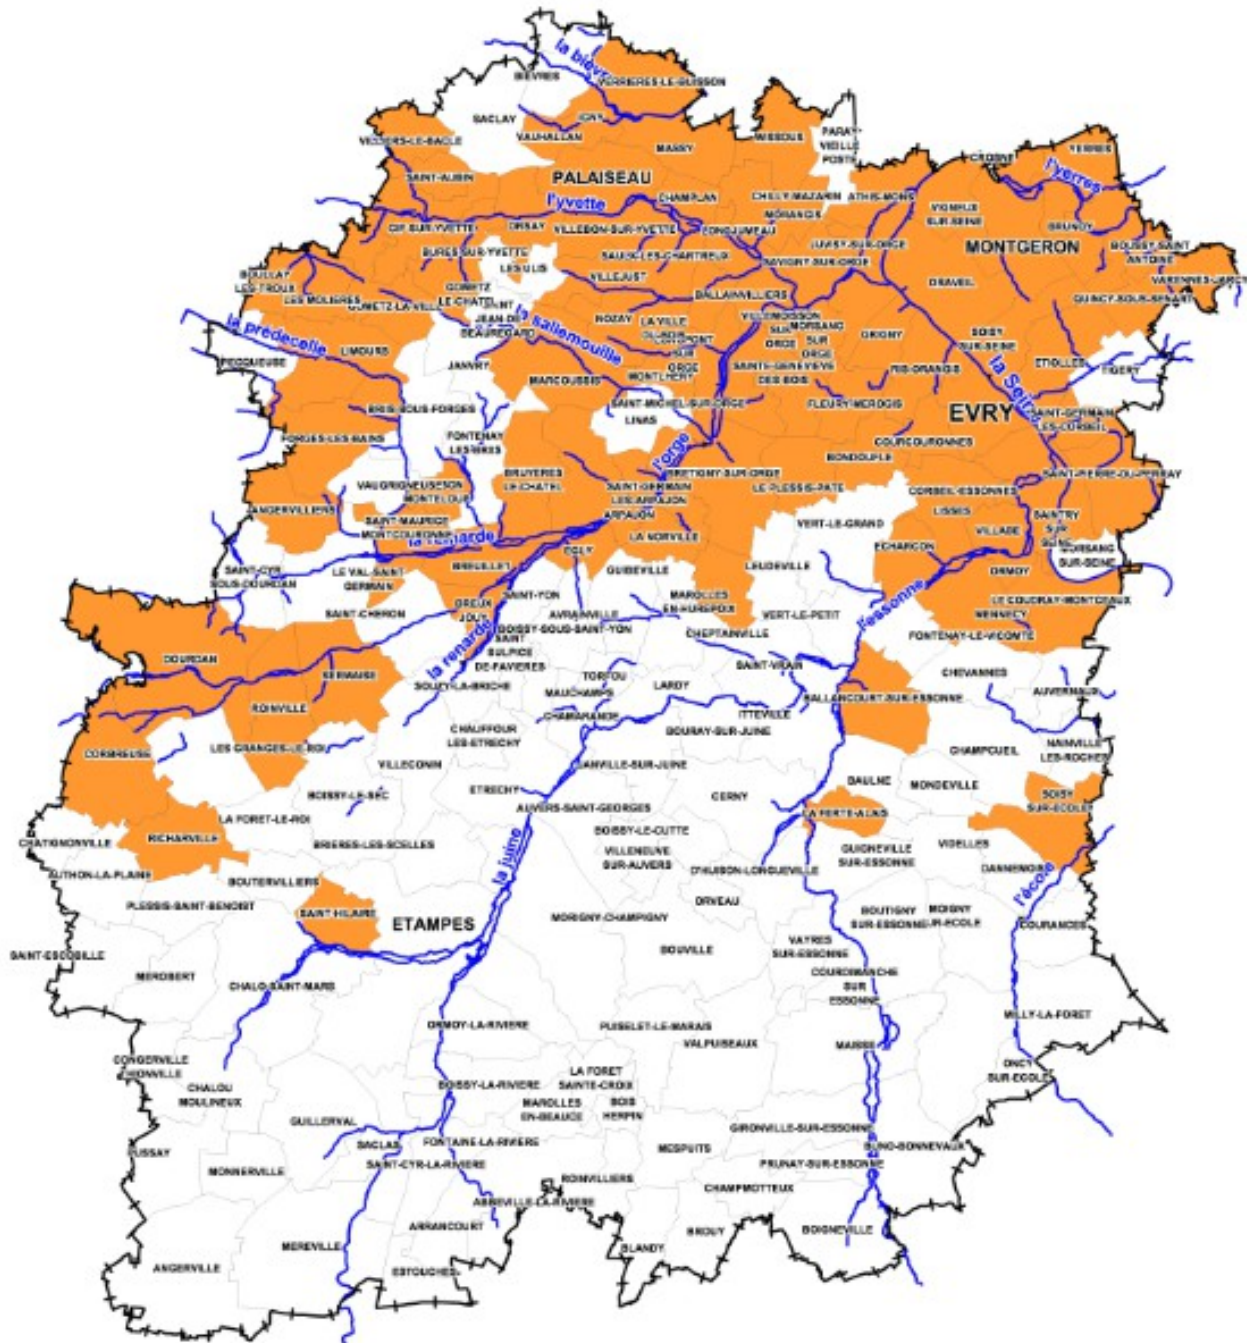 la bièvre
BIEVRES
VERRIERES-LE-BUISSON
SACLAY
IGNY
VAUHALLAN
VILLIERS-LE-BACLE
MASSY
WISSOUS
PARAY
VIEILLE
POSTE
CROSNE
YERRES
SAINT-AUBIN
PALAISEAU
l'yerres
l'yvette
CHAMPLAN
CHILLY-MAZARIN
ATHIS-MONS
MORANGIS
VIGNEUX
SUR-SEINE
BRUNOY
GIF-SUR-YVETTE
ORSAY
VILLEBON-SUR-YVETTE
LONGJUMEAU
BURES-SUR-YVETTE
SAULX-LES-CHARTREUX
JUVISY-SUR-ORGE
SAVIGNY-SUR-ORGE
MONTGERON
BOUSSY-SAINT
ANTOINE
LES ULIS
VILLEJUST
BOULLAY
LES-TROUX
LES MOLIERES
GOMETZ-LA-VILLE
GOMETZ
LE-CHATEL
SAINT
JEAN-DE
BEAUREGARD
BALLAINVILLIERS
DRAVEIL
VARENNES-JARCY
QUINCY-SOUS-SENART
la sallemouille
NOZAY
LA VILLE
DU-BOIS
LONGPONT
SUR
ORGE
VILLEMOISSON
SUR
ORGE
MORSANG
SUR
ORGE
GRIGNY
SOISY
SUR-SEINE
la predecelle
LIMOURS
PECQUEUSE
JANVRY
MARCOUSSIS
MONTLHERY
SAINTE-GENEVIEVE
DES-BOIS
RIS-ORANGIS
la Seine
ETIOLLES
TIGERY
BRIIS-SOUS-FORGES
SAINT-MICHEL-SUR-ORGE
LINAS
FLEURY-MEROGIS
EVRY
SAINT-GERMAIN
LES-CORBEIL
FORGES-LES-BAINS
FONTENAY
LES-BRIIS
COURCOURONNES
BONDOUFLE
l'orge
BRUYERES
LE-CHATEL
BRETIGNY-SUR-ORGE
SAINT-PIERRE-DU-PERRAY
VAUGRIGNEUSE
LE PLESSIS-PATE
CORBEIL-ESSONNES
SAINT-GERMAIN
LES-ARPAJON
ARPAJON
ANGERVILLIERS
SAINT-MAURICE
MONTCOURONNE
VERT-LE-GRAND
LISSES
VILLABE
SAINTRY
SUR
SEINE
LA NORVILLE
ECHARCON
MORSANG
SUR-SEINE
EGLY
SAINT-CYR
SOUS-DOURDAN
LE VAL-SAINT
GERMAIN
BREUILLET
GUIBEVILLE
LEUDEVILLE
ORMOY
LE COUDRAY-MONTCEAUX
MENNECY
SAINT-CHERON
SAINT-YON
AVRAINVILLE
MAROLLES
EN-HUREPOIX
VERT-LE-PETIT
l'essonne
FONTENAY-LE-VICOMTE
la renarde
BOISSY-SOUS-SAINT-YON
CHEPTAINVILLE
SAINT
SULPICE
DE-FAVIERES
DOURDAN
SERMAISE
SAINT-VRAIN
CHEVANNES
SOUZY-LA-BRICHE
TORFOU
MAUCHAMPS
LARDY
BALLANCOURT-SUR-ESSONNE
AUVERNAUX
ROINVILLE
CHAMARANDE
ITTEVILLE
CORBREUSE
LES GRANGES-LE-ROI
CHAUFFOUR
LES-ETRECHY
BOURAY-SUR-JUINE
CHAMPCUEIL
NAINVILLE
LES-ROCHES
VILLECONIN
JANVILLE-SUR-JUINE
BAULNE
MONDEVILLE
BOISSY-LE-SEC
ETRECHY
CERNY
SOISY
SUR-ECOLE
AUVERS-SAINT-GEORGES
LA FERTE-ALAIS
LA FORET-LE-ROI
RICHARVILLE
CHATIGNONVILLE
BRIERES-LES-SCELLES
la juine
BOISSY-LE-CUTTE
VILLENEUVE
SUR-AUVERS
GUIGNEVILLE
SUR-ESSONNE
VIDELLES
DANNEMOIS
AUTHON-LA-PLAINE
BOUTERVILLIERS
D'HUISON-LONGUEVILLE
l'école
PLESSIS-SAINT-BENOIST
SAINT-HILAIRE
ETAMPES
MORIGNY-CHAMPIGNY
ORVEAU
BOUTIGNY
SUR-ESSONNE
MOIGNY
SUR-ECOLE
COURANCES
SAINT-ESCOBILLE
BOUVILLE
VAYRES
SUR-ESSONNE
MEROBERT
CHALO-SAINT-MARS
COURDIMANCHE
SUR
ESSONNE
MILLY-LA-FORET
ORMOY-LA-RIVIERE
PUISELET-LE-MARAIS
VALPUISEAUX
MAISSE
CONGERVILLE
THIONVILLE
CHALOU
MOULINEUX
BOISSY-LA-RIVIERE
LA FORET
SAINTE-CROIX
ONCY
SUR-ECOLE
MAROLLES
EN-BEAUCE
BOIS
HERPIN
GUILLERVAL
GIRONVILLE-SUR-ESSONNE
PUSSAY
SACLAS
FONTAINE-LA-RIVIERE
MESPUITS
BUNO-BONNEVAUX
MONNERVILLE
SAINT-CYR-LA-RIVIERE
PRUNAY-SUR-ESSONNE
ROINVILLIERS
CHAMPMOTTEUX
ABBEVILLE-LA-RIVIERE
ARRANCOURT
BROUY
BOIGNEVILLE
MEREVILLE
BLANDY
ANGERVILLE
ESTOUCHES